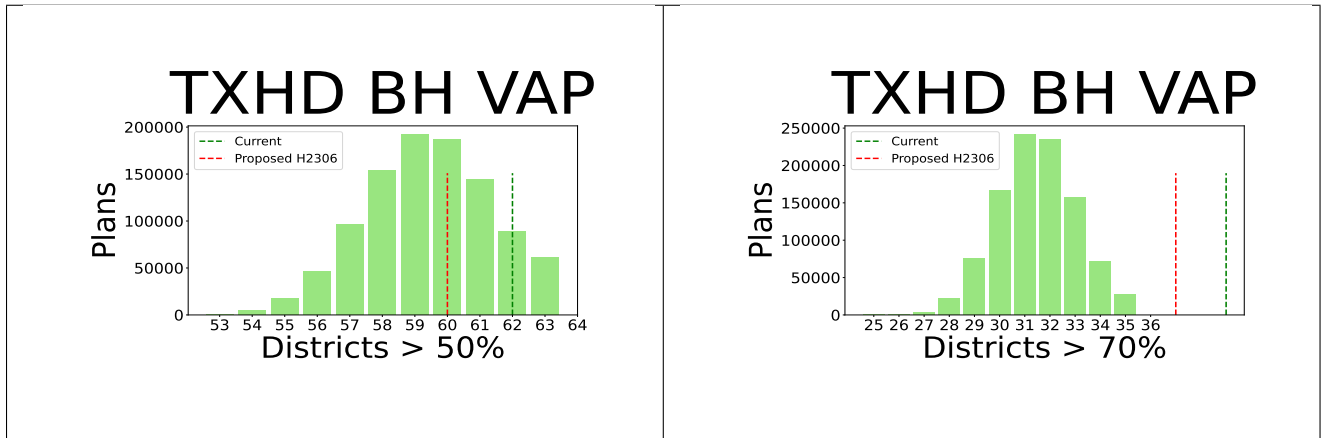 TXHD BH VAP
Current
Proposed H2306
200000
150000
100000
50000
0
Plans
53 54 55 56 57 58 59 60 61 62 63 64
Districts > 50%
TXHD BH VAP
Current
Proposed H2306
250000
200000
150000
100000
50000
0
Plans
25 26 27 28 29 30 31 32 33 34 35 36
Districts > 70%